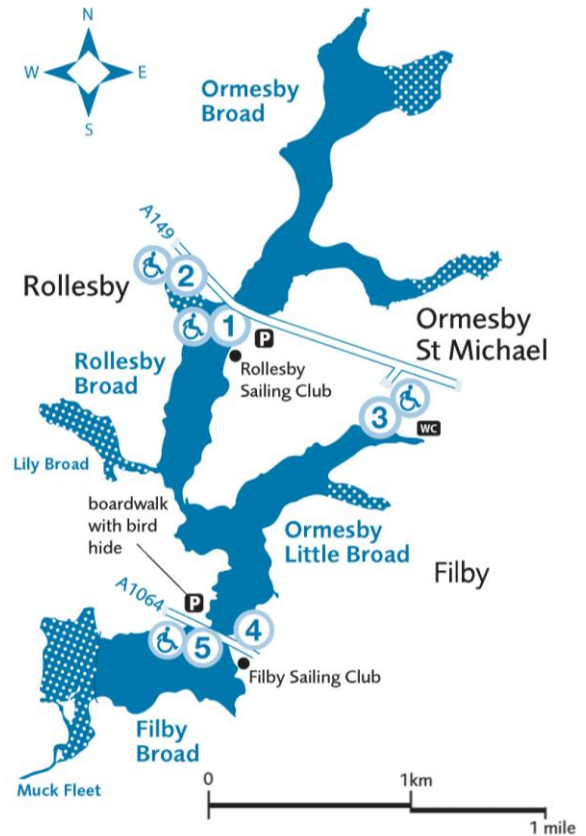 N
W
E
S
Ormesby
Broad
A149
2
Rollesby
1
P
Ormesby
St Michael
Rollesby
Broad
Rollesby
Sailing Club
3
WC
Lily Broad
boardwalk
with bird
hide
Ormesby
Little Broad
Filby
A1064
P
4
5
Filby Sailing Club
Filby
Broad
Muck Fleet
0
1km
1 mile